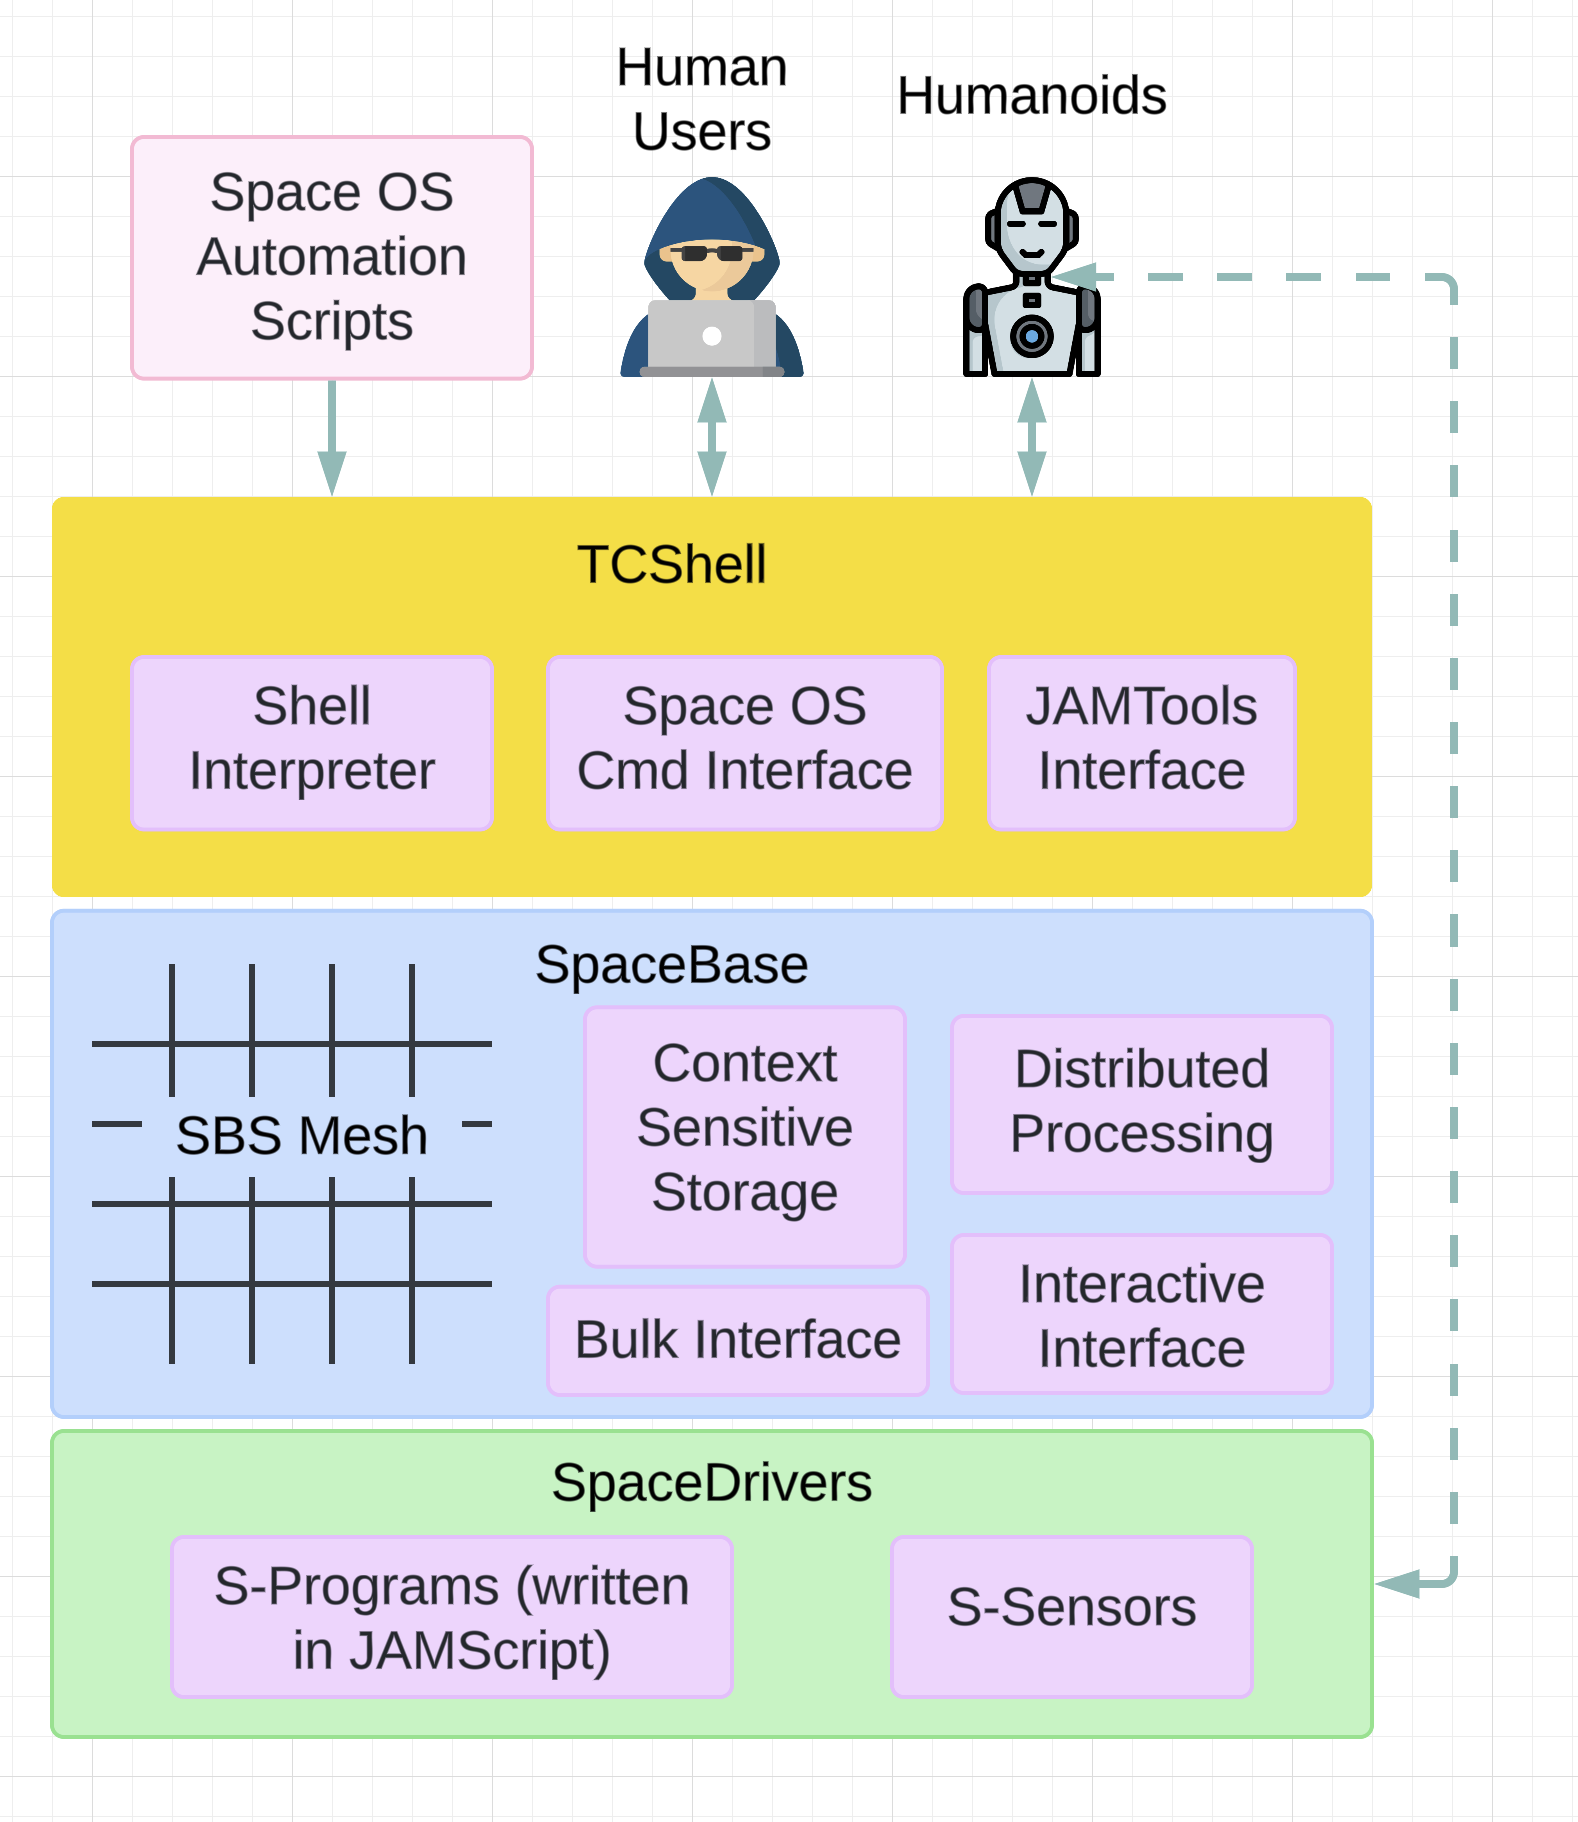 Human
Users
Humanoids
Space OS
Automation
Scripts
TCShell
Shell
Interpreter
Space OS
Cmd Interface
JAMTools
Interface
SpaceBase
SBS Mesh
Context
Sensitive
Storage
Distributed
Processing
Bulk Interface
Interactive
Interface
SpaceDrivers
S-Programs (written
in JAMScript)
S-Sensors